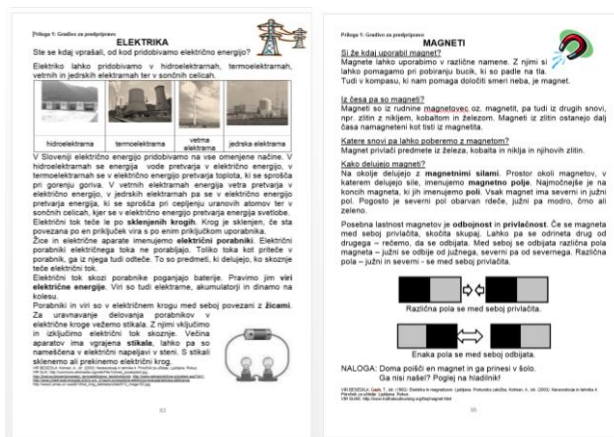 Priloga 5: Gradivo za predpripravo
ELEKTRIKA
Ste se kdaj vprašali, od kod pridobivamo električno energijo?
Elektriko lahko pridobivamo v hidroelektrarnah, termoelektrarnah,
vetrnih in jedrskih elektrarnah ter v sončnih celicah.
hidroelektrarna
termoelektrarna
vetrna
elektrarna
jedrska elektrarna
V Sloveniji električno energijo pridobivamo na vse omenjene načine. V
hidroelektrarnah se energija vode pretvarja v električno energijo, v
termoelektrarnah se v električno energijo pretvarja toplota, ki se sprošča
pri gorenju goriva. V vetrnih elektrarnah energija vetra pretvarja v
električno energijo, v jedrskih elektrarnah pa se v električno energijo
pretvarja energija, ki se sprošča pri cepljenju uranovih atomov ter v
sončnih celicah, kjer se v električno energijo pretvarja energija svetlobe.
Električni tok teče le po sklenjenih krogih. Krog je sklenjen, če sta
povezana po en priključek vira s po enim priključkom uporabnika.
Žice in električne aparate imenujemo električni porabniki. Električni
porabniki električnega toka ne porabljajo. Toliko toka kot priteče v
porabnik, ga iz njega tudi odteče. To so predmeti, ki delujejo, ko skoznje
teče električni tok.
Električni tok skozi porabnike poganjajo baterije. Pravimo jim viri
električne energije. Viri so tudi elektrarne, akumulatorji in dinamo na
kolesu.
Porabniki in viri so v električnem krogu med seboj povezani z žicami.
Za uravnavanje delovanja porabnikov v
električne kroge vežemo stikala. Z njimi vključimo
in izključimo električni tok skoznje. Večina
aparatov ima vgrajena stikala, lahko pa so
nameščena v električni napeljavi v steni. S stikali
sklenemo ali prekinemo električni krog.
Priloga 5: Gradivo za predpripravo
MAGNETI
Si že kdaj uporabil magnet?
Magnete lahko uporabimo v različne namene. Z njimi si
lahko pomagamo pri pobiranju bucik, ki so padle na tla.
Tudi v kompasu, ki nam pomaga določiti smeri neba, je magnet.
Iz česa pa so magneti?
Magneti so iz rudnine magnetovec oz. magnetit, pa tudi iz drugih snovi,
npr. zlitin z nikljem, kobaltom in železom. Magneti iz zlitin ostanejo dalj
časa namagneteni kot tisti iz magnetita.
Katere snovi pa lahko poberemo z magnetom?
Magnet privlači predmete iz železa, kobalta in niklja in njihovih zlitin.
Kako delujejo magneti?
Na okolje delujejo z magnetnimi silami. Prostor okoli magnetov, v
katerem delujejo sile, imenujemo magnetno polje. Najmočnejše je na
koncih magneta, ki jih imenujemo poli. Vsak magnet ima severni in južni
pol. Pogosto je severni pol obarvan rdeče, južni pa modro, črno ali
zeleno.
Posebna lastnost magnetov je odbojnost in privlačnost. Če se magneta
med seboj privlačita, skočita skupaj. Lahko pa se odrineta drug od
drugega – rečemo, da se odbijata. Med seboj se odbijata različna pola
magneta – južni se odbije od južnega, severni pa od severnega. Različna
pola – južni in severni - se med seboj privlačita.
Različna pola se med seboj privlačita.
Enaka pola se med seboj odbijata.
NALOGA: Doma poišči en magnet in ga prinesi v šolo.
Ga nisi našel? Poglej na hladilnik!